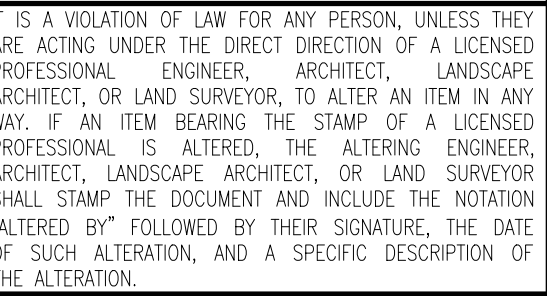 IT IS A VIOLATION OF LAW FOR ANY PERSON, UNLESS THEY
ARE ACTING UNDER THE DIRECT DIRECTION OF A LICENSED
PROFESSIONAL ENGINEER, ARCHITECT, LANDSCAPE
ARCHITECT, OR LAND SURVEYOR, TO ALTER AN ITEM IN ANY
WAY. IF AN ITEM BEARING THE STAMP OF A LICENSED
PROFESSIONAL IS ALTERED, THE ALTERING ENGINEER,
ARCHITECT, LANDSCAPE ARCHITECT, OR LAND SURVEYOR
SHALL STAMP THE DOCUMENT AND INCLUDE THE NOTATION
"ALTERED BY" FOLLOWED BY THEIR SIGNATURE, THE DATE
OF SUCH ALTERATION, AND A SPECIFIC DESCRIPTION OF
THE ALTERATION.